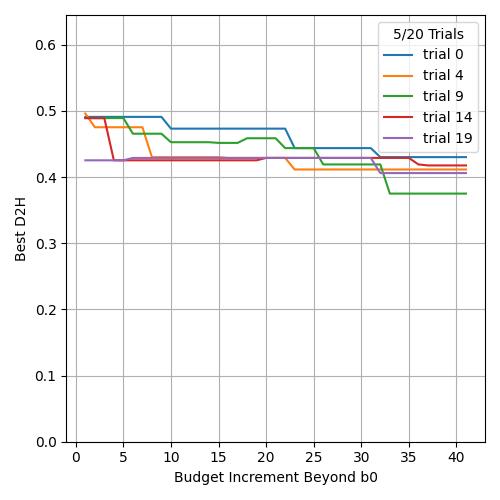 5/20 Trials
trial 0
trial 4
trial 9
trial 14
trial 19
Best D2H
0.6
0.5
0.4
0.3
0.2
0.1
0.0
0 5 10 15 20 25 30 35 40
Budget Increment Beyond b0